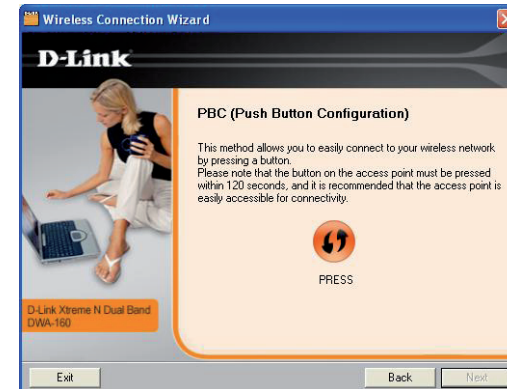 Wireless Connection Wizard
D-Link
PBC (Push Button Configuration)
This method allows you to easily connect to your wireless network
by pressing a button.
Please note that the button on the access point must be pressed
within 120 seconds, and it is recommended that the access point is
easily accessible for connectivity.
PRESS
D-Link Xtreme N Dual Band
DWA-160
Exit
Back
Next